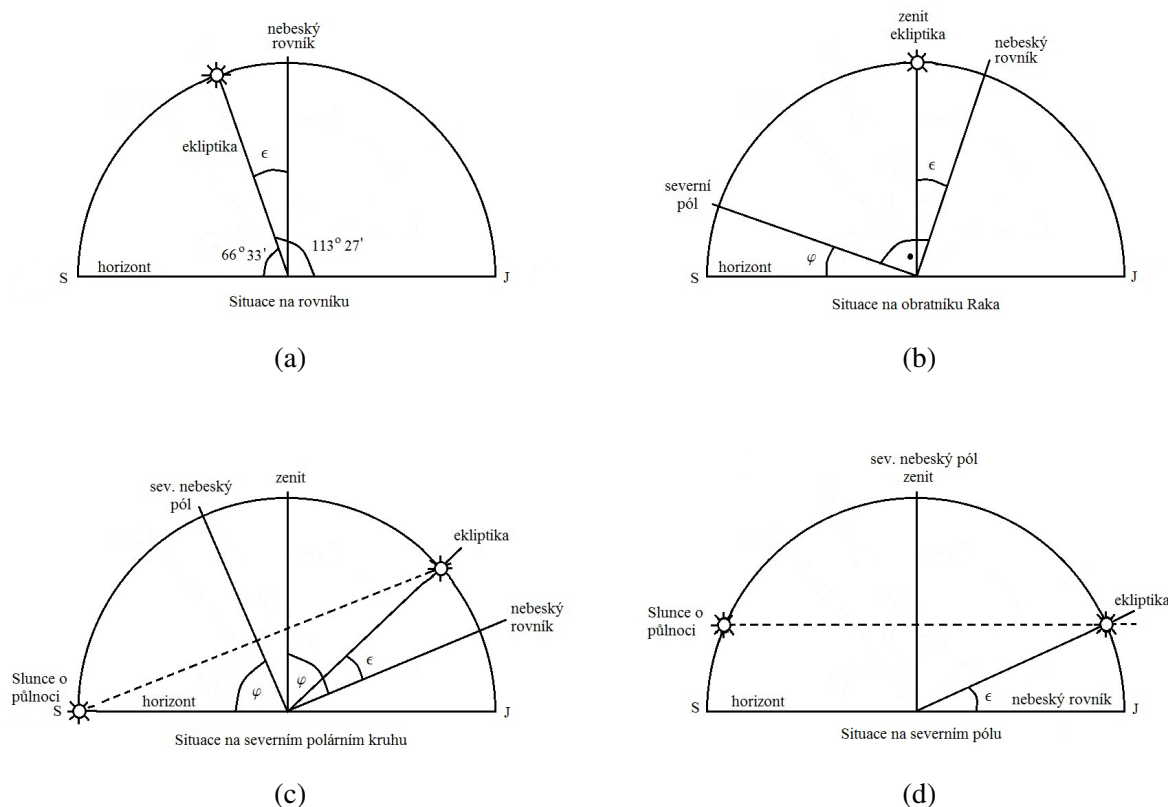 nebeský
rovník
ekliptika
ϵ
66° 33'
113° 27'
S
horizont
J
Situace na rovníku
(a)
zenit
ekliptika
nebeský
rovník
ϵ
severní
pól
φ
S
horizont
J
Situace na obratníku Raka
(b)
zenit
sev. nebeský
pól
ekliptika
nebeský
rovník
ϵ
φ
φ
Slunce o
půlnoci
S
horizont
J
Situace na severním polárním kruhu
(c)
sev. nebeský pól
zenit
Slunce o
půlnoci
ekliptika
ϵ
S
horizont
nebeský rovník
J
Situace na severním pólu
(d)